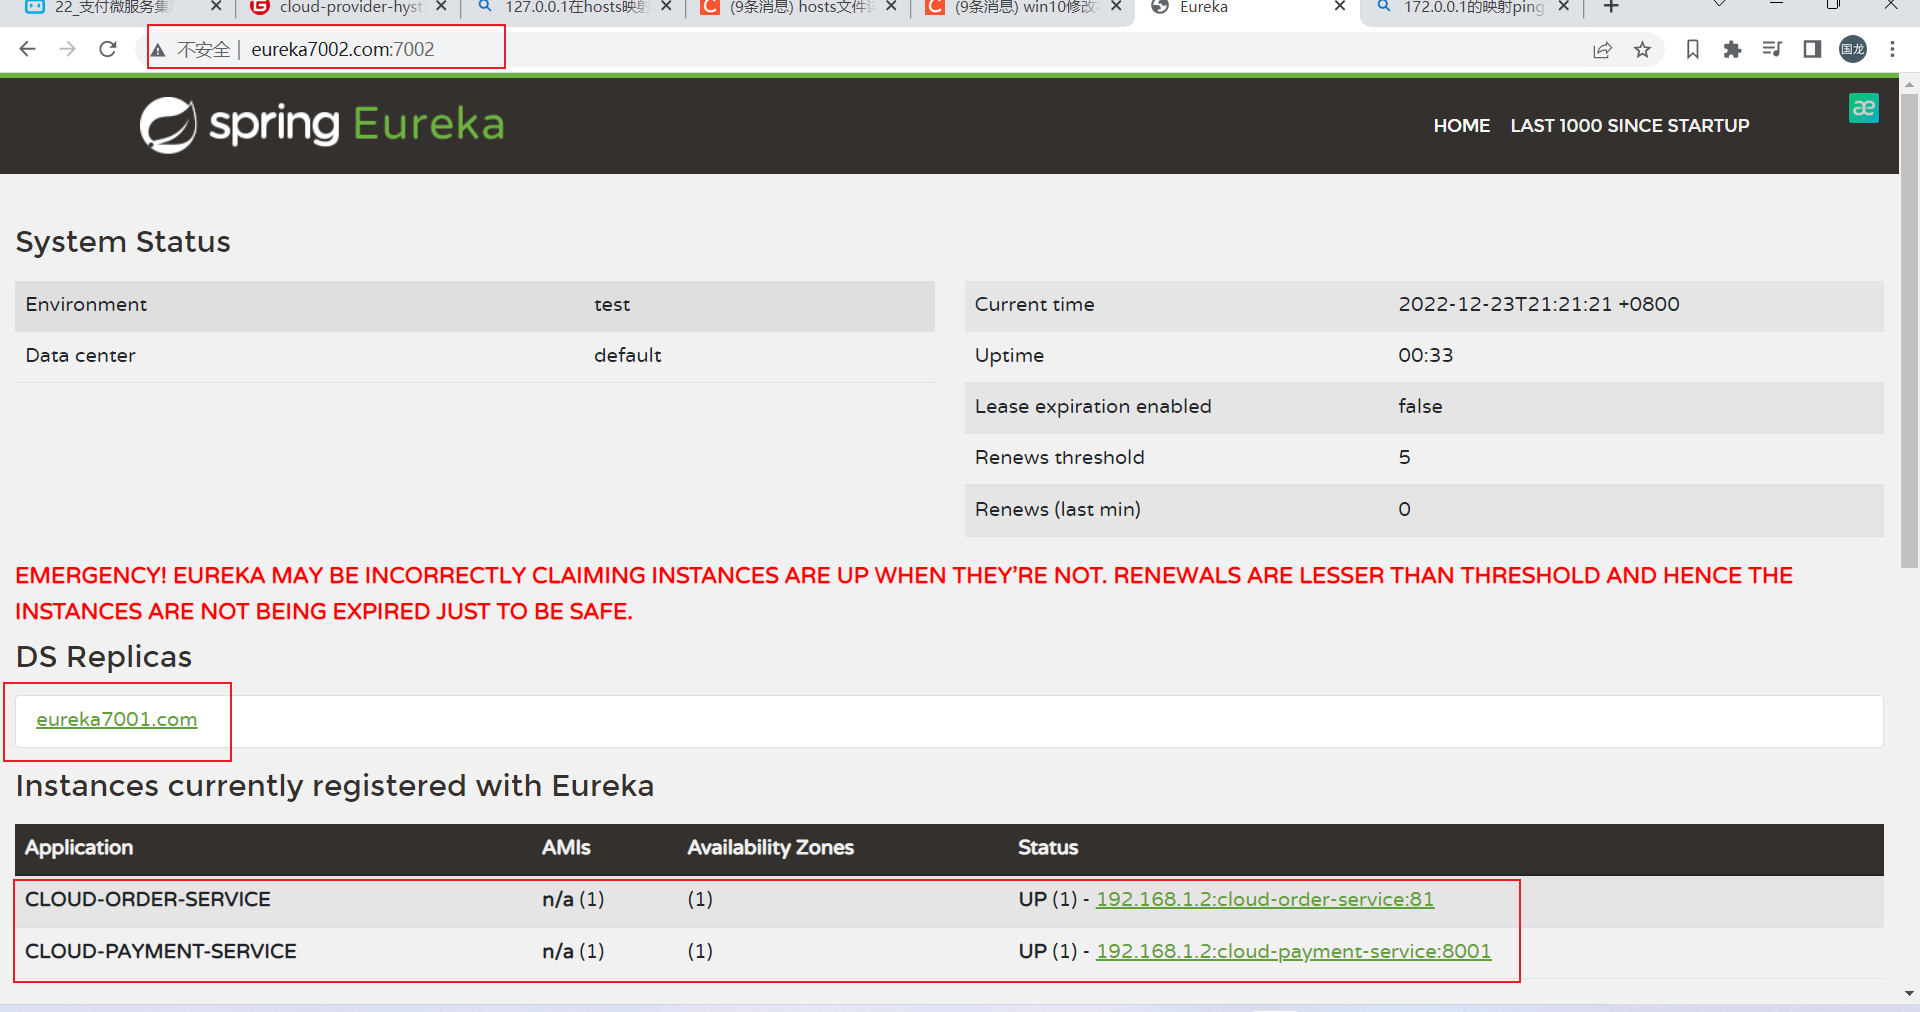 22_支付微服务集
cloud-provider-hyst
127.0.0.1在hosts映射
(9条消息) hosts文件
(9条消息) win10修改
Eureka
172.0.0.1的映射ping
不安全 | eureka7002.com:7002
国龙
spring Eureka
HOME
LAST 1000 SINCE STARTUP
æ
System Status
Environment test
Data center default
Current time 2022-12-23T21:21:21 +0800
Uptime 00:33
Lease expiration enabled false
Renews threshold 5
Renews (last min) 0
EMERGENCY! EUREKA MAY BE INCORRECTLY CLAIMING INSTANCES ARE UP WHEN THEY'RE NOT. RENEWALS ARE LESSER THAN THRESHOLD AND HENCE THE
INSTANCES ARE NOT BEING EXPIRED JUST TO BE SAFE.
DS Replicas
eureka7001.com
Instances currently registered with Eureka
Application AMIs Availability Zones Status
CLOUD-ORDER-SERVICE n/a (1) (1) UP (1) - 192.168.1.2:cloud-order-service:81
CLOUD-PAYMENT-SERVICE n/a (1) (1) UP (1) - 192.168.1.2:cloud-payment-service:8001